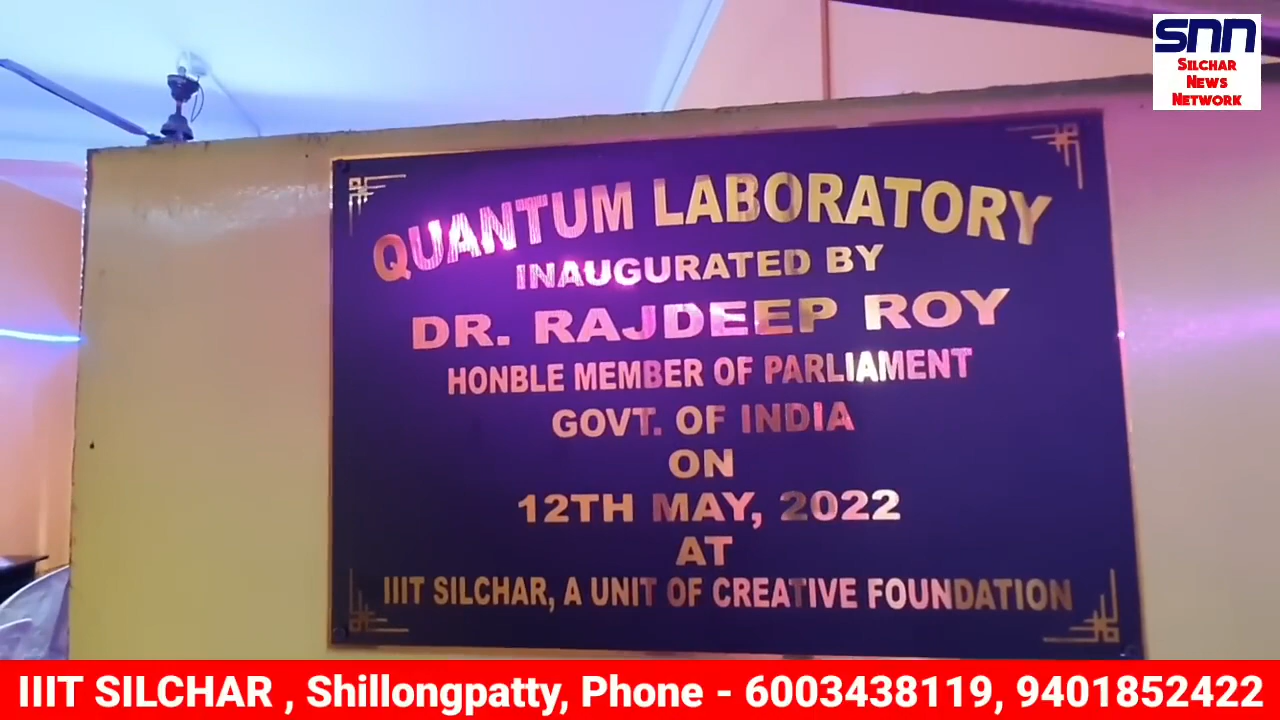 snn
SILCHAR
NEWS
NETWORK
QUANTUM LABORATORY
INAUGURATED BY
DR. RAJDEEP ROY
HONBLE MEMBER OF PARLIAMENT
GOVT. OF INDIA
ON
12TH MAY, 2022
AT
IIIT SILCHAR, A UNIT OF CREATIVE FOUNDATION
IIIT SILCHAR , Shillongpatty, Phone - 6003438119, 9401852422